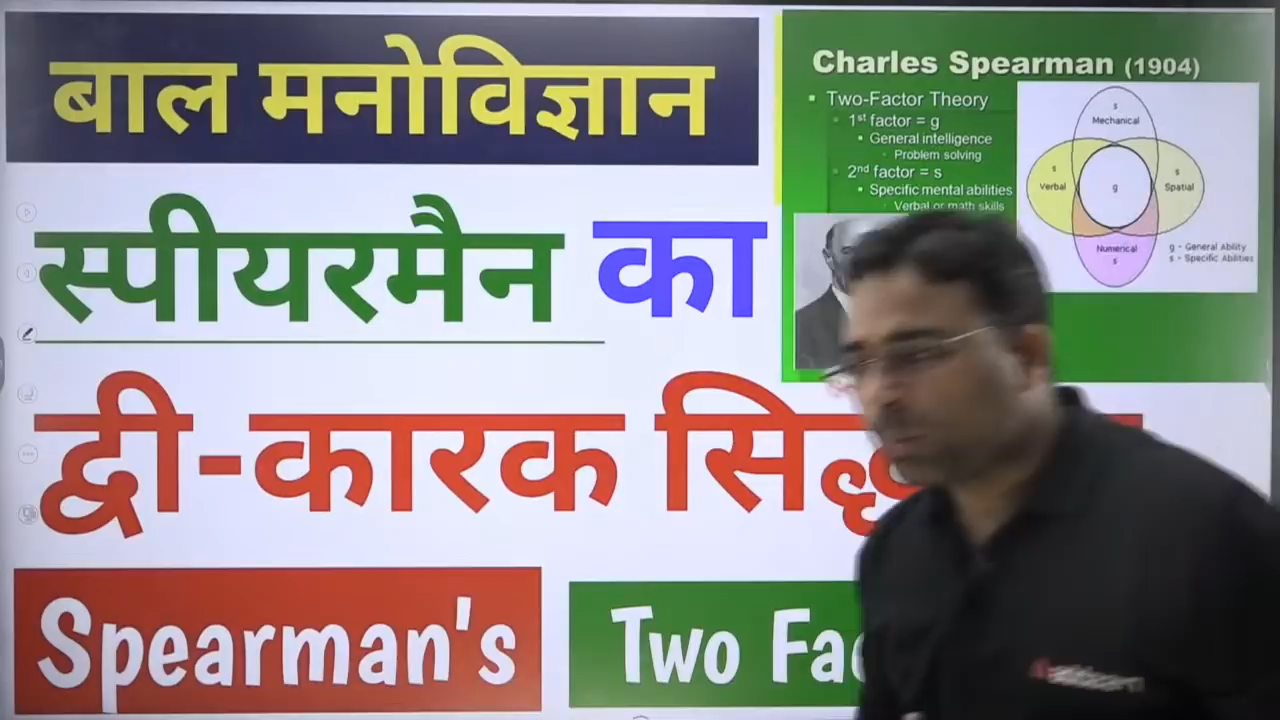 बाल मनोविज्ञान
स्पीयरमैन का
द्वी-कारक
Spearman's
Two
Charles Spearman (1904)
Two-Factor Theory
1st factor = g
General intelligence
Problem solving
2nd factor = s
Specific mental abilities
Verbal or math skills
s
Mechanical
s
Verbal
g
s
Spatial
Numerical
s
g - General Ability
s - Specific Abilities